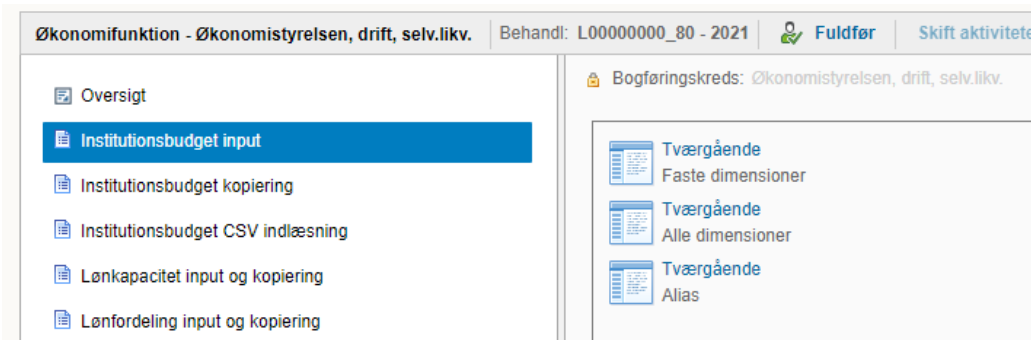 Økonomifunktion - Økonomistyrelsen, drift, selv.likv. Behandl: L00000000_80 - 2021 Fuldfør Skift aktivitete
Bogføringskreds: Økonomistyrelsen, drift, selv.likv.
Oversigt
Institutionsbudget input
Institutionsbudget kopiering
Institutionsbudget CSV indlæsning
Lønkapacitet input og kopiering
Lønfordeling input og kopiering
Tværgående
Faste dimensioner
Tværgående
Alle dimensioner
Tværgående
Alias